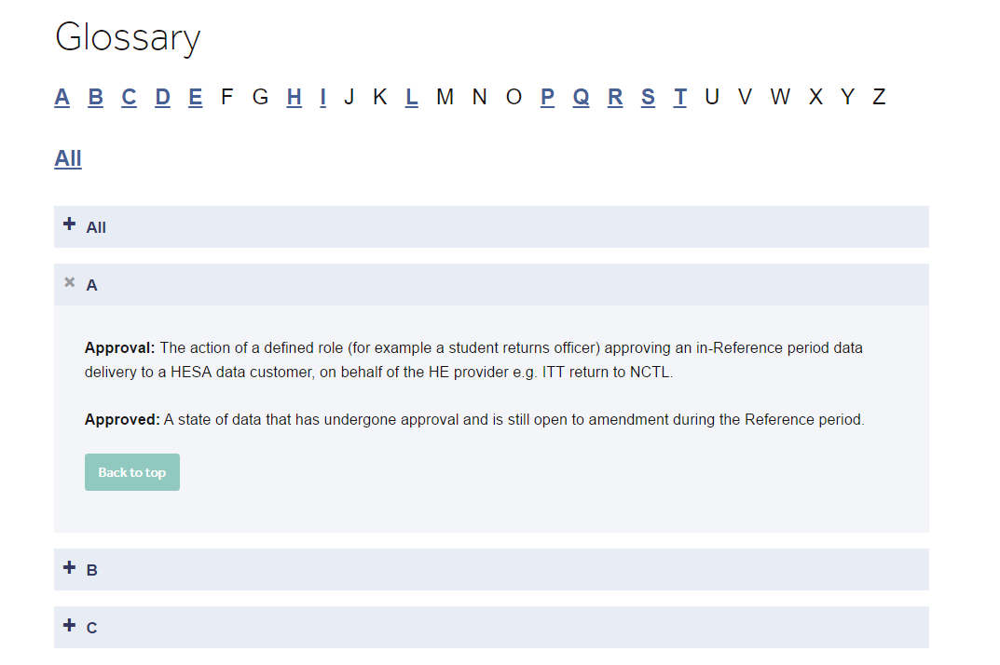 Glossary
A B C D E F G H I J K L M N O P Q R S T U V W X Y Z
All
All
A
Approval: The action of a defined role (for example a student returns officer) approving an in-Reference period data
delivery to a HESA data customer, on behalf of the HE provider e.g. ITT return to NCTL.
Approved: A state of data that has undergone approval and is still open to amendment during the Reference period.
Back to top
B
C